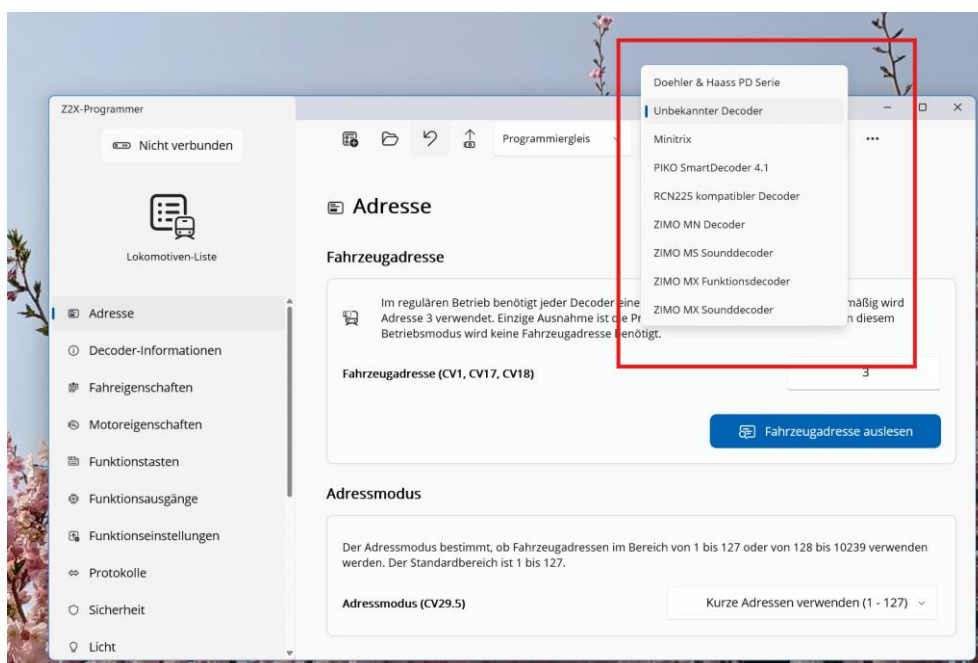 Z2X-Programmer
Nicht verbunden
Lokomotiven-Liste
Adresse
Decoder-Informationen
Fahreigenschaften
Motoreigenschaften
Funktionstasten
Funktionsausgänge
Funktionseinstellungen
Protokolle
Sicherheit
Licht
Programmiergleis
Doehler & Haass PD Serie
Unbekannter Decoder
Minitrix
PIKO SmartDecoder 4.1
RCN225 kompatibler Decoder
ZIMO MN Decoder
ZIMO MS Sounddecoder
ZIMO MX Funktionsdecoder
ZIMO MX Sounddecoder
Adresse
Fahrzeugadresse
Im regulären Betrieb benötigt jeder Decoder eine mäßig wird
Adresse 3 verwendet. Einzige Ausnahme ist die Pr n diesem
Betriebsmodus wird keine Fahrzeugadresse benötigt.
Fahrzeugadresse (CV1, CV17, CV18)
3
Fahrzeugadresse auslesen
Adressmodus
Der Adressmodus bestimmt, ob Fahrzeugadressen im Bereich von 1 bis 127 oder von 128 bis 10239 verwenden
werden. Der Standardbereich ist 1 bis 127.
Adressmodus (CV29.5)
Kurze Adressen verwenden (1 - 127)